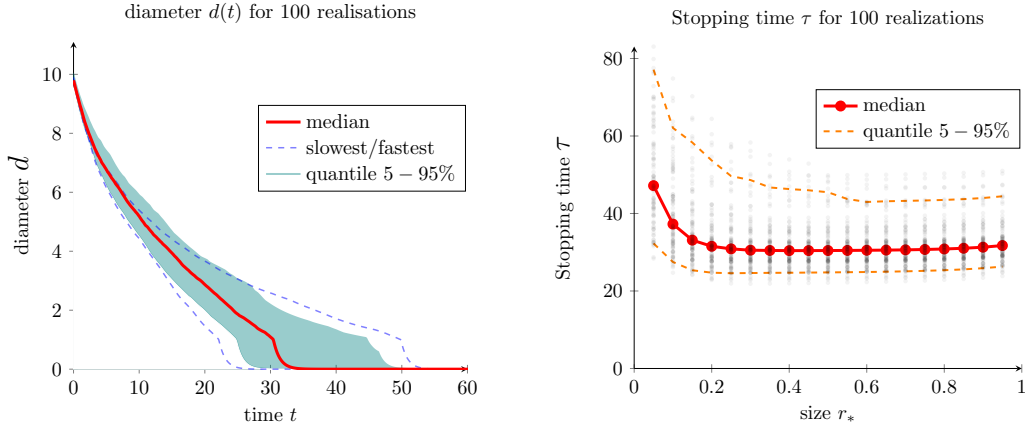 diameter d(t) for 100 realisations
10
8
6
4
2
0
0 10 20 30 40 50 60
diameter d
time t
median
slowest/fastest
quantile 5 − 95%
Stopping time τ for 100 realizations
80
60
40
20
0
0 0.2 0.4 0.6 0.8 1
Stopping time τ
size r*
median
quantile 5 − 95%